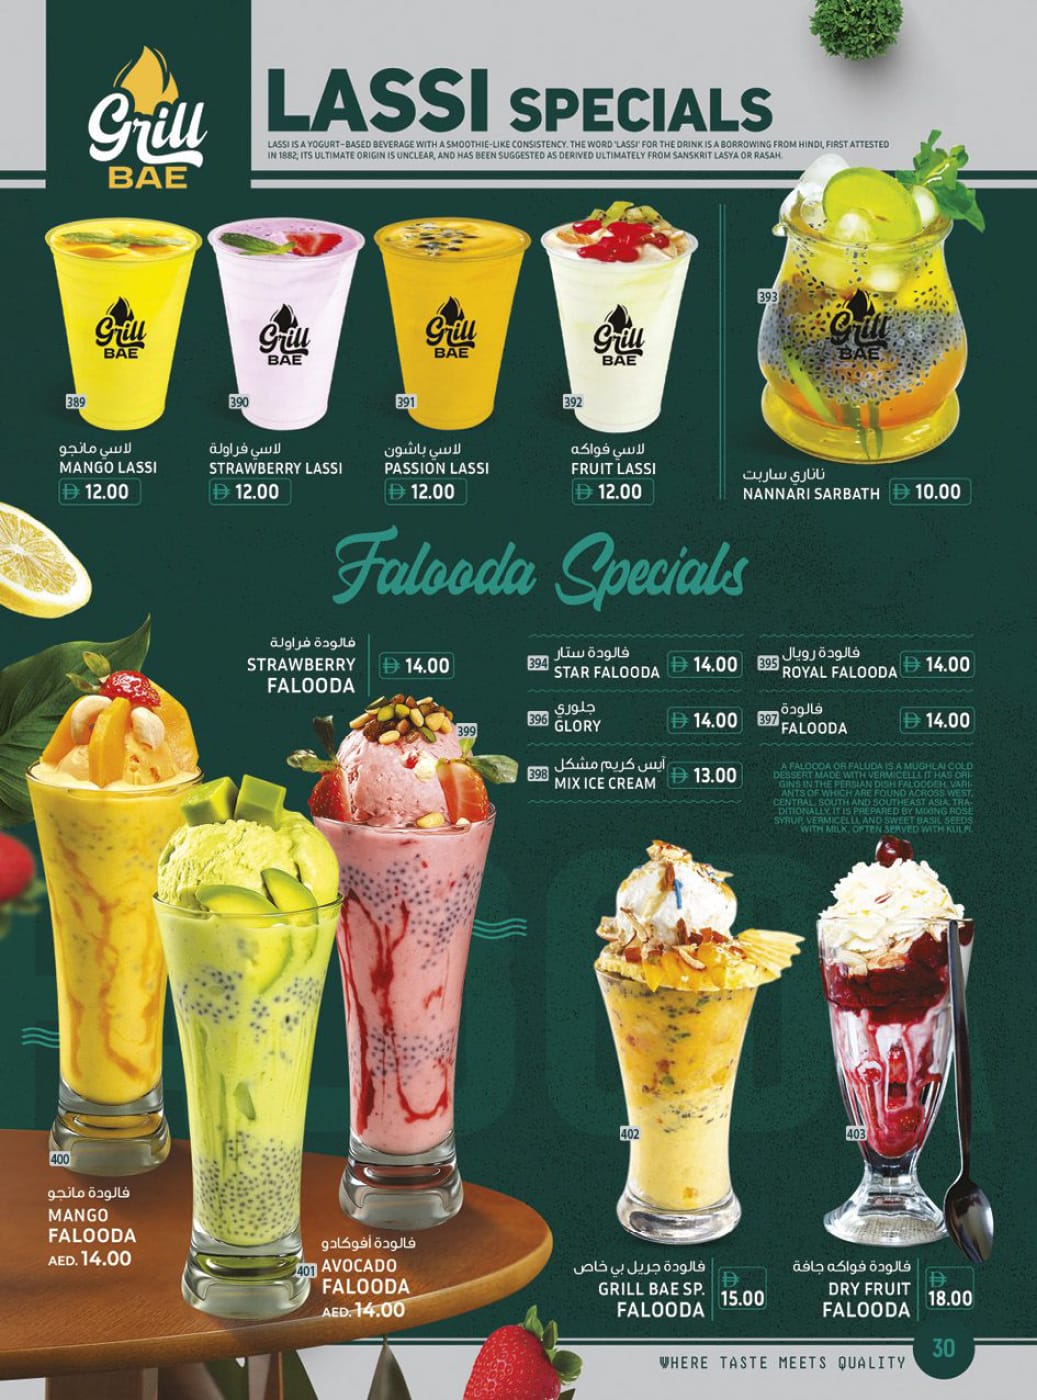 Grill
BAE
LASSI SPECIALS
LASSI IS A YOGURT-BASED BEVERAGE WITH A SMOOTHIE-LIKE CONSISTENCY. THE WORD 'LASSI' FOR THE DRINK IS A BORROWING FROM HINDI, FIRST ATTESTED
IN 1882; ITS ULTIMATE ORIGIN IS UNCLEAR, AND HAS BEEN SUGGESTED AS DERIVED ULTIMATELY FROM SANSKRIT LASYA OR RASAH.
Grill
BAE
389
لاسي مانجو
MANGO LASSI
12.00
Grill
BAE
390
لاسي فراولة
STRAWBERRY LASSI
12.00
Grill
BAE
391
لاسي باشون
PASSION LASSI
12.00
Grill
BAE
392
لاسي فواكه
FRUIT LASSI
12.00
393
Grill
BAE
ناناري ساربت
NANNARI SARBATH
10.00
Falooda Specials
فالودة فراولة
STRAWBERRY
FALOODA
14.00
399
394
فالودة ستار
STAR FALOODA
14.00
395
فالودة رويال
ROYAL FALOODA
14.00
396
جلوري
GLORY
14.00
397
فالودة
FALOODA
14.00
398
آيس كريم مشكل
MIX ICE CREAM
13.00
A FALOODA OR FALUDA IS A MUGHLAI COLD
DESSERT MADE WITH VERMICELLI. IT HAS ORI-
GINS IN THE PERSIAN DISH FALOODEH, VARI-
ANTS OF WHICH ARE FOUND ACROSS WEST,
CENTRAL, SOUTH AND SOUTHEAST ASIA. TRA-
DITIONALLY, IT IS PREPARED BY MIXING ROSE
SYRUP, VERMICELLI, AND SWEET BASIL SEEDS
WITH MILK, OFTEN SERVED WITH KULFI.
400
فالودة مانجو
MANGO
FALOODA
AED. 14.00
401
فالودة أفوكادو
AVOCADO
FALOODA
AED. 14.00
402
فالودة جريل بي خاص
GRILL BAE SP.
FALOODA
15.00
403
فالودة فواكه جافة
DRY FRUIT
FALOODA
18.00
WHERE TASTE MEETS QUALITY
30